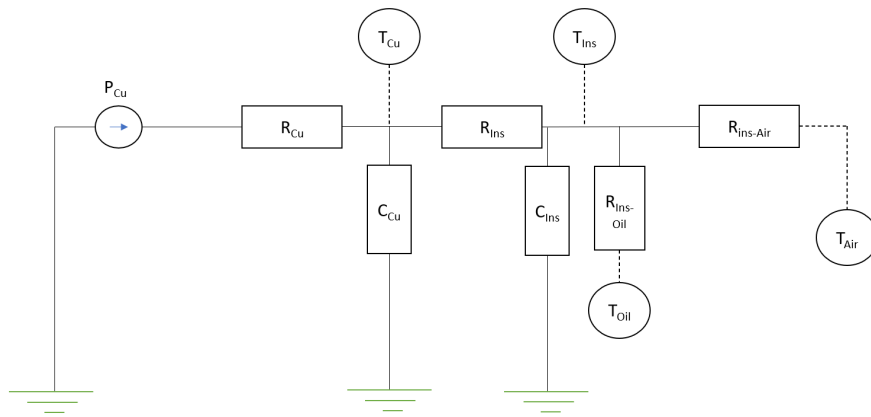 T_Cu
T_Ins
P_Cu
R_Cu
R_Ins
R_ins-Air
C_Cu
C_Ins
R_Ins-
Oil
T_Air
T_Oil